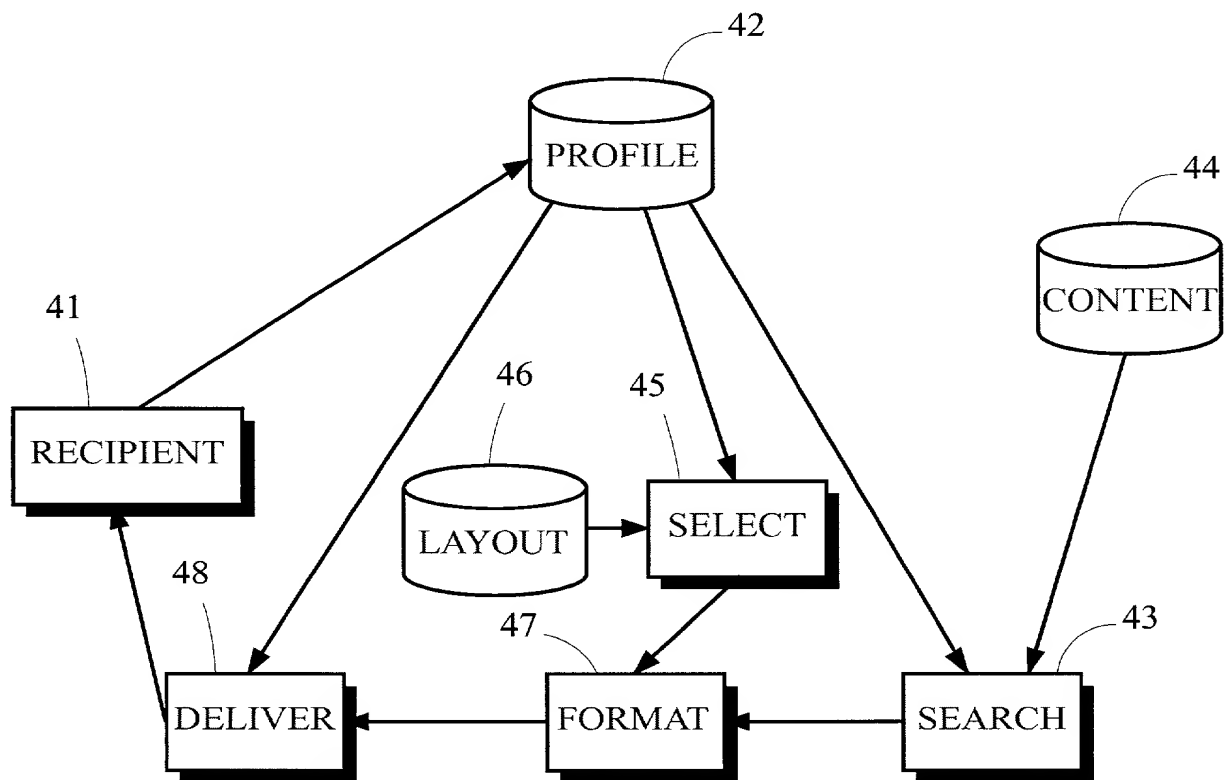 42
PROFILE
44
CONTENT
41
RECIPIENT
46
45
LAYOUT
SELECT
48
47
43
DELIVER
FORMAT
SEARCH